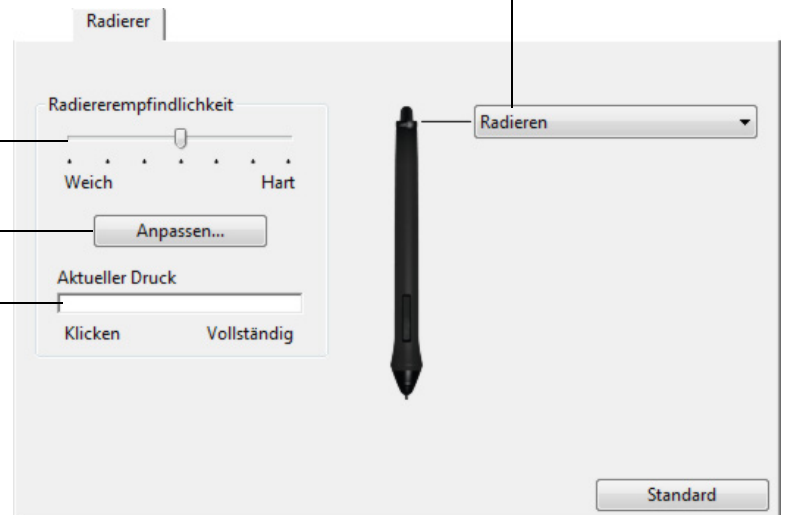 Radierer
Radiererempfindlichkeit
Radieren
Weich Hart
Anpassen...
Aktueller Druck
Klicken Vollständig
Standard